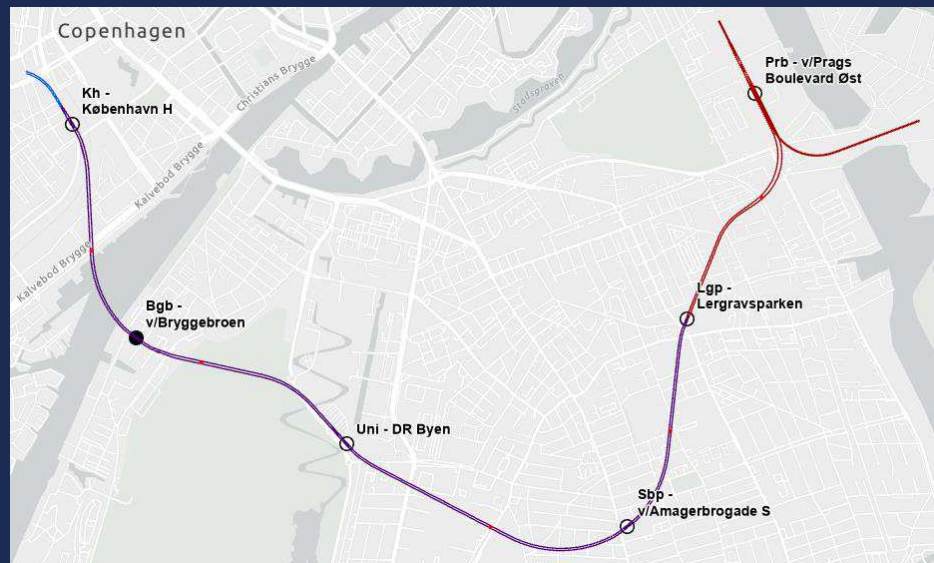 Copenhagen
Kh -
København H
Christians Brygge
Stadsgraven
Prb - v/Prags
Boulevard Øst
Kalvebod Brygge
Kalvebod Brygge
Bgb -
v/Bryggebroen
Lgp -
Lergravsparken
Uni - DR Byen
Sbp -
v/Amagerbrogade S